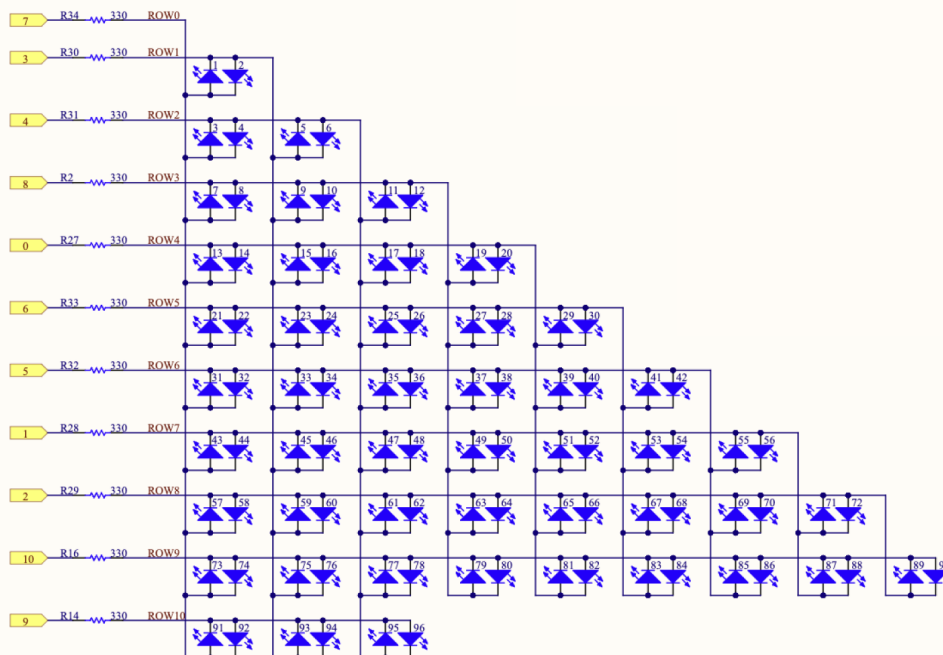 7 R34 330 ROW0
3 R30 330 ROW1
1 2
4 R31 330 ROW2
3 4 5 6
8 R2 330 ROW3
7 8 9 10 11 12
0 R27 330 ROW4
13 14 15 16 17 18 19 20
6 R33 330 ROW5
21 22 23 24 25 26 27 28 29 30
5 R32 330 ROW6
31 32 33 34 35 36 37 38 39 40 41 42
1 R28 330 ROW7
43 44 45 46 47 48 49 50 51 52 53 54 55 56
2 R29 330 ROW8
57 58 59 60 61 62 63 64 65 66 67 68 69 70 71 72
10 R16 330 ROW9
73 74 75 76 77 78 79 80 81 82 83 84 85 86 87 88 89
9 R14 330 ROW10
91 92 93 94 95 96